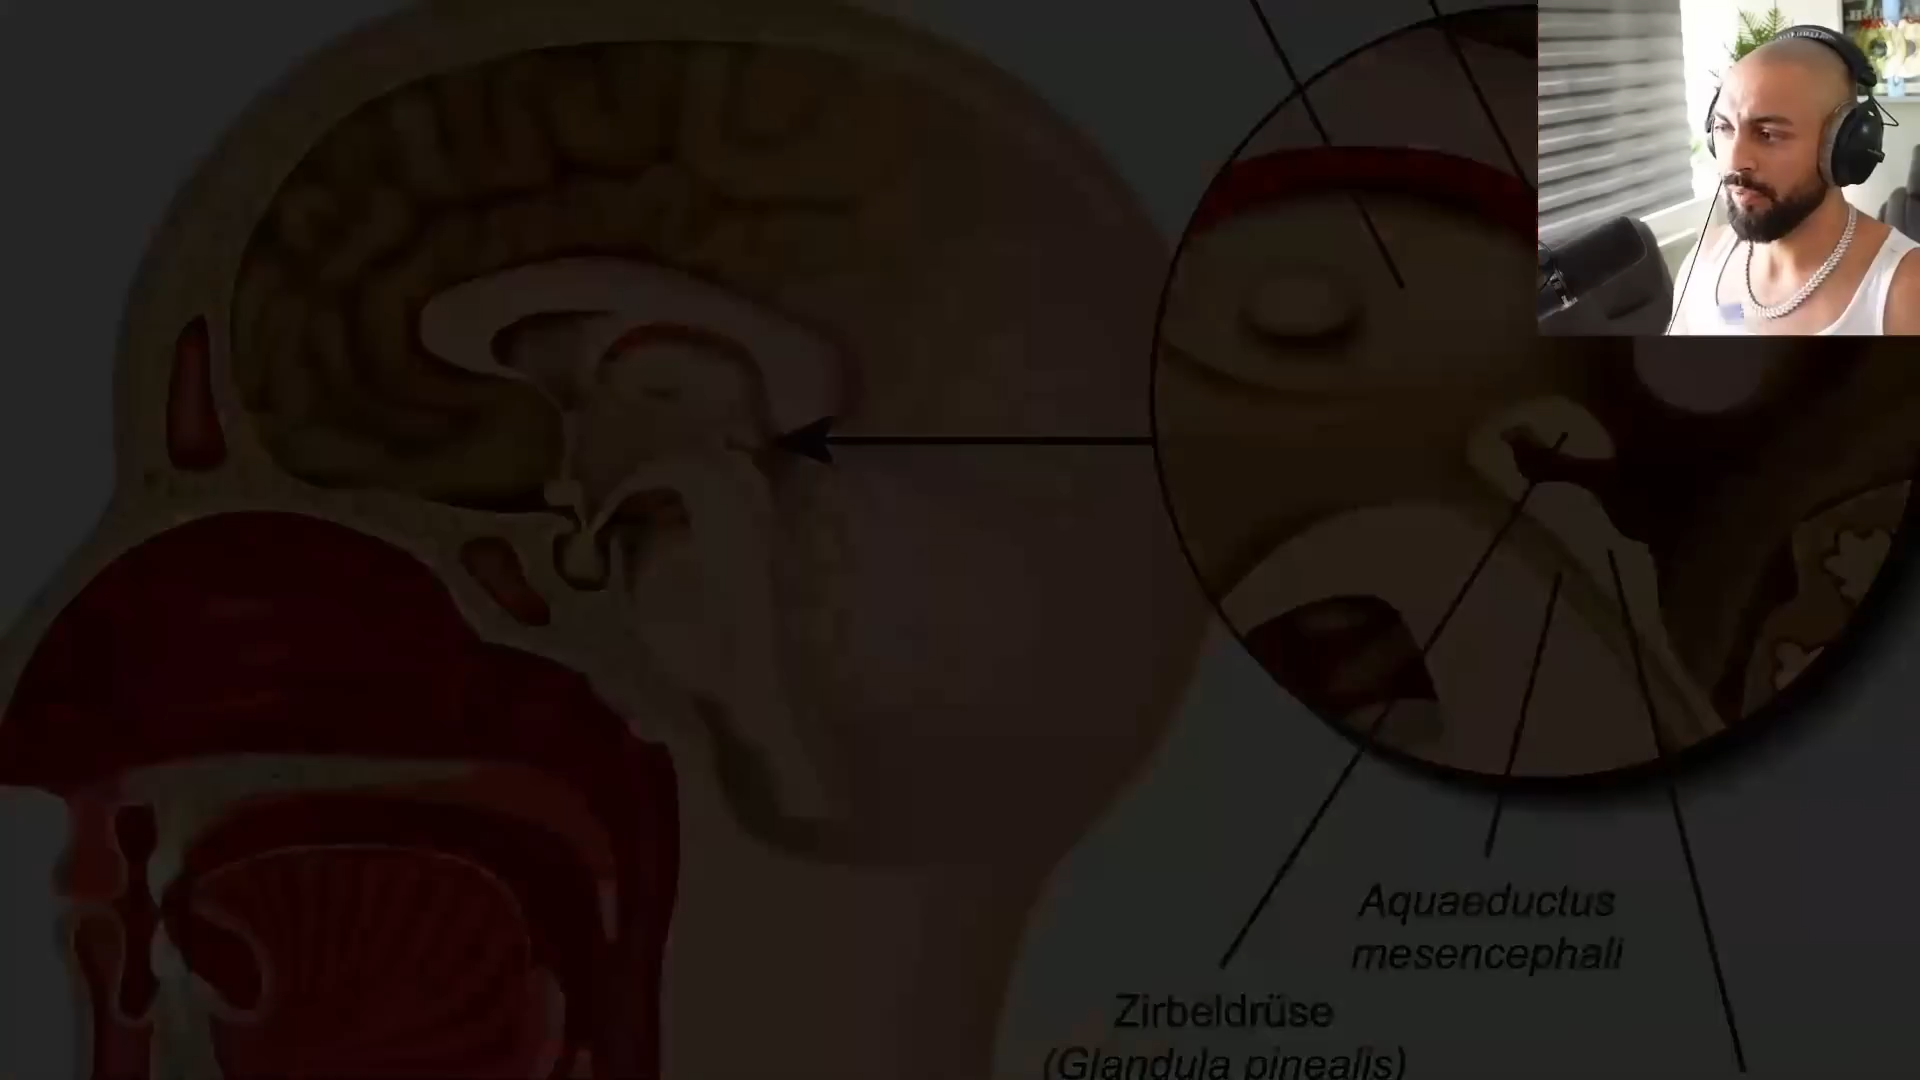 Aquaeductus
mesencephali
Zirbeldrüse
(Glandula pinealis)